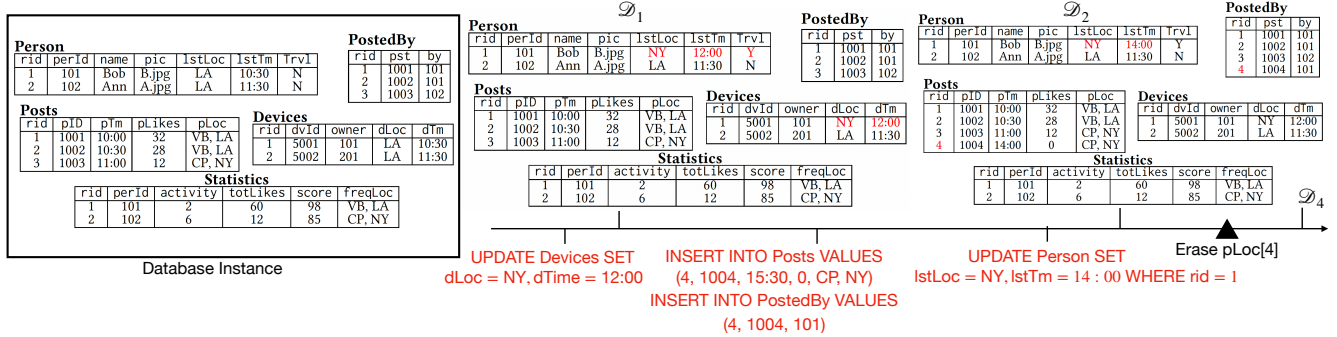 Person
rid perId name pic lstLoc lstTm Trvl
1 101 Bob B.jpg LA 10:30 N
2 102 Ann A.jpg LA 11:30 N
PostedBy
rid pst by
1 1001 101
2 1002 101
3 1003 102
Posts
rid pID pTm pLikes pLoc
1 1001 10:00 32 VB, LA
2 1002 10:30 28 VB, LA
3 1003 11:00 12 CP, NY
Devices
rid dvId owner dLoc dTm
1 5001 101 LA 10:30
2 5002 201 LA 11:30
Statistics
rid perId activity totLikes score freqLoc
1 101 2 60 98 VB, LA
2 102 6 12 85 CP, NY
Database Instance
𝒟1
Person
rid perId name pic lstLoc lstTm Trvl
1 101 Bob B.jpg NY 12:00 Y
2 102 Ann A.jpg LA 11:30 N
PostedBy
rid pst by
1 1001 101
2 1002 101
3 1003 102
Posts
rid pID pTm pLikes pLoc
1 1001 10:00 32 VB, LA
2 1002 10:30 28 VB, LA
3 1003 11:00 12 CP, NY
Devices
rid dvId owner dLoc dTm
1 5001 101 NY 12:00
2 5002 201 LA 11:30
Statistics
rid perId activity totLikes score freqLoc
1 101 2 60 98 VB, LA
2 102 6 12 85 CP, NY
𝒟2
Person
rid perId name pic lstLoc lstTm Trvl
1 101 Bob B.jpg NY 14:00 Y
2 102 Ann A.jpg LA 11:30 N
PostedBy
rid pst by
1 1001 101
2 1002 101
3 1003 102
4 1004 101
Posts
rid pID pTm pLikes pLoc
1 1001 10:00 32 VB, LA
2 1002 10:30 28 VB, LA
3 1003 11:00 12 CP, NY
4 1004 14:00 0 CP, NY
Devices
rid dvId owner dLoc dTm
1 5001 101 NY 12:00
2 5002 201 LA 11:30
Statistics
rid perId activity totLikes score freqLoc
1 101 2 60 98 VB, LA
2 102 6 12 85 CP, NY
𝒟4
UPDATE Devices SET
dLoc = NY, dTime = 12:00
INSERT INTO Posts VALUES
(4, 1004, 15:30, 0, CP, NY)
INSERT INTO PostedBy VALUES
(4, 1004, 101)
UPDATE Person SET
lstLoc = NY, lstTm = 14 : 00 WHERE rid = 1
Erase pLoc[4]